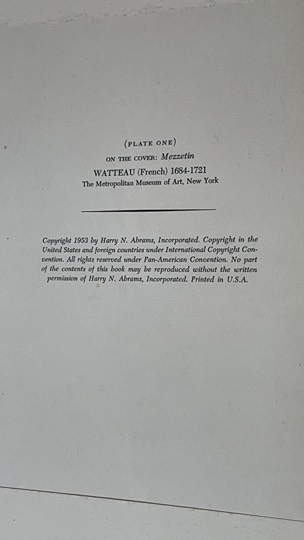 (PLATE ONE)
ON THE COVER: Mezzetin
WATTEAU (French) 1684-1721
The Metropolitan Museum of Art, New York
Copyright 1953 by Harry N. Abrams, Incorporated. Copyright in the
United States and foreign countries under International Copyright Con-
vention. All rights reserved under Pan-American Convention. No part
of the contents of this book may be reproduced without the written
permission of Harry N. Abrams, Incorporated. Printed in U.S.A.